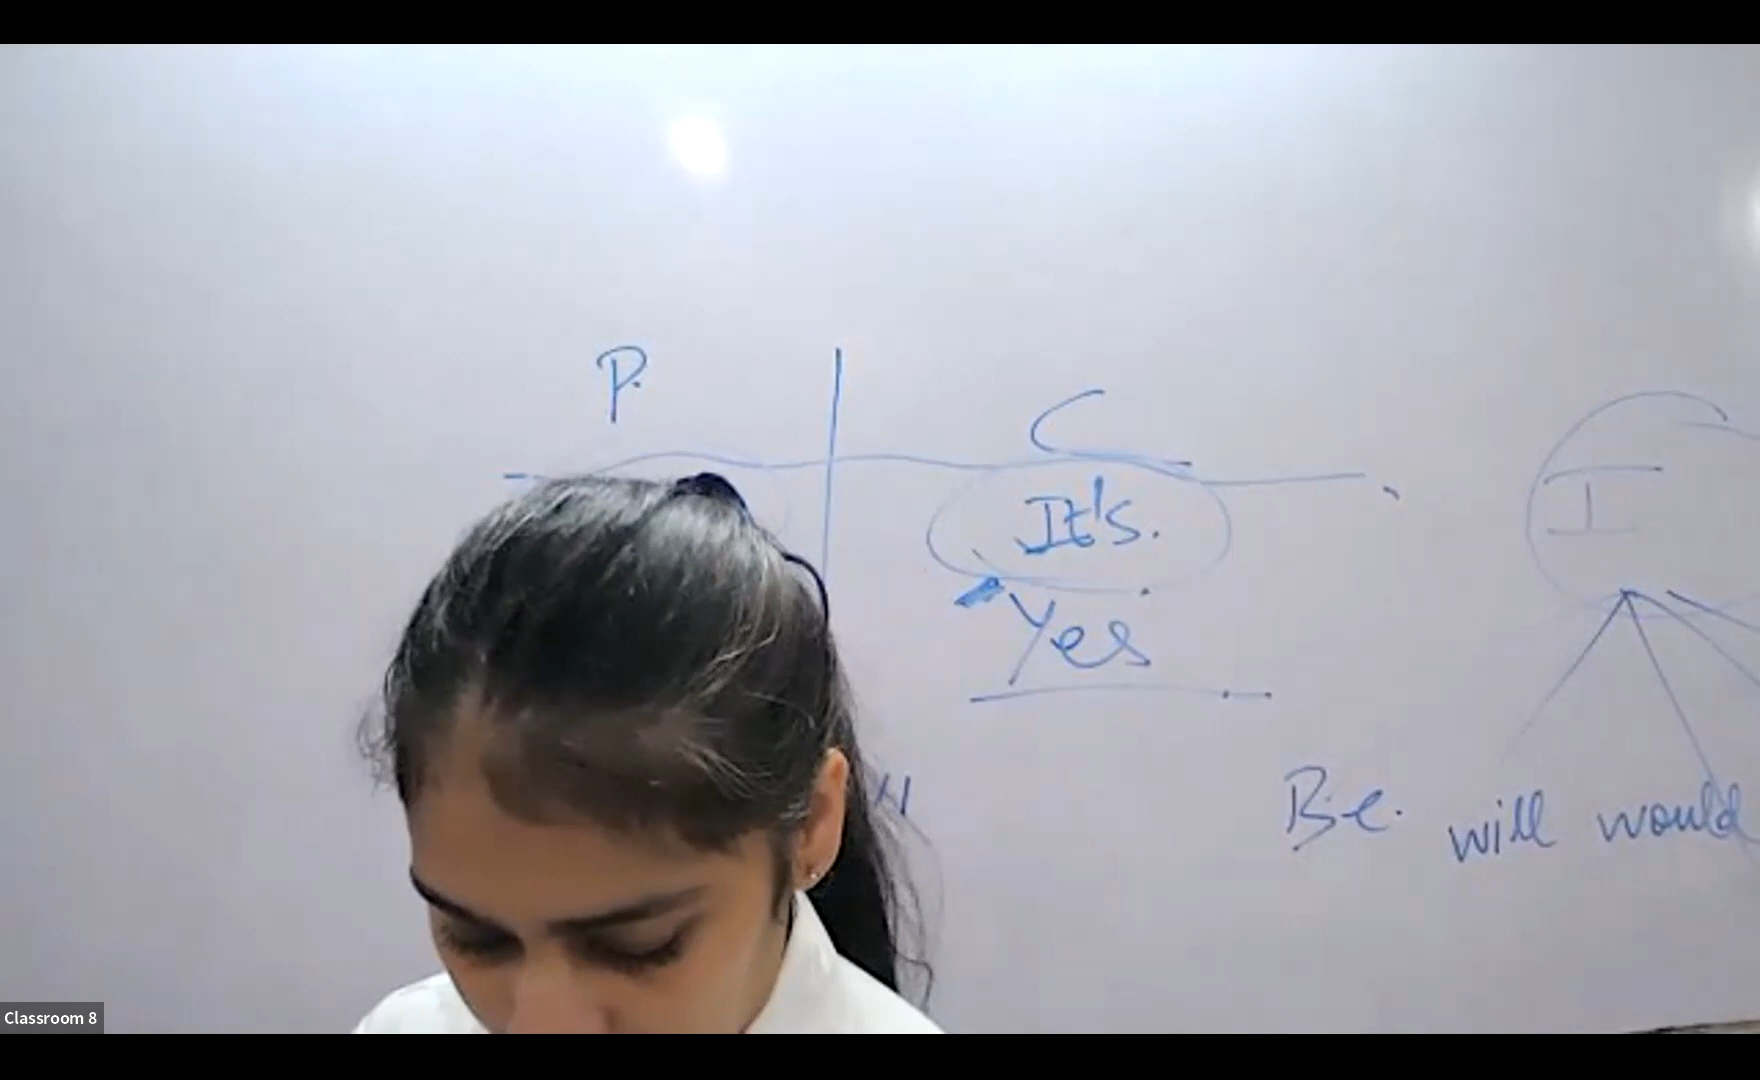 P.
C
It's.
Yes
I
Be. will would
Classroom 8